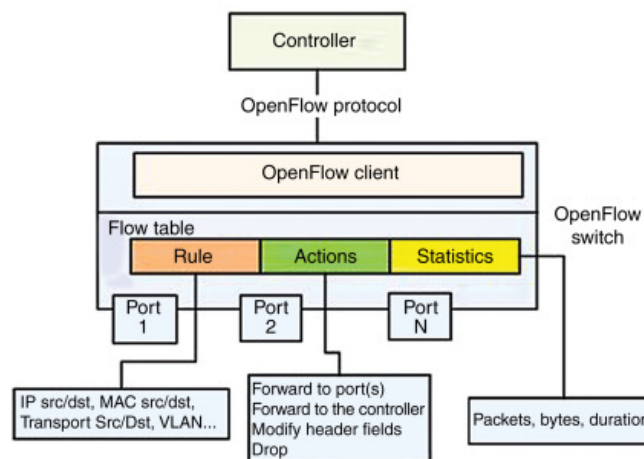 Controller
OpenFlow protocol
OpenFlow client
OpenFlow
switch
Flow table
Rule
Actions
Statistics
Port
1
Port
2
Port
N
IP src/dst, MAC src/dst,
Transport Src/Dst, VLAN...
Forward to port(s)
Forward to the controller
Modify header fields
Drop
Packets, bytes, duration